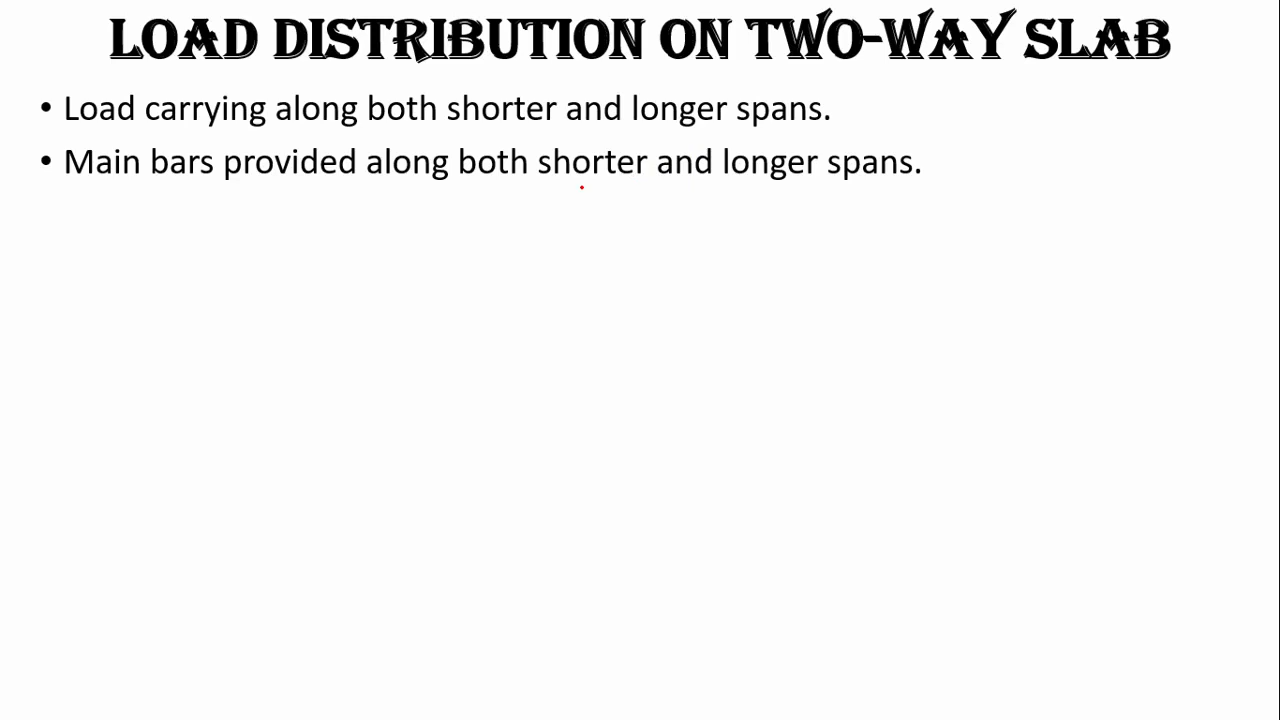 LOAD DISTRIBUTION ON TWO-WAY SLAB
• Load carrying along both shorter and longer spans.
• Main bars provided along both shorter and longer spans.